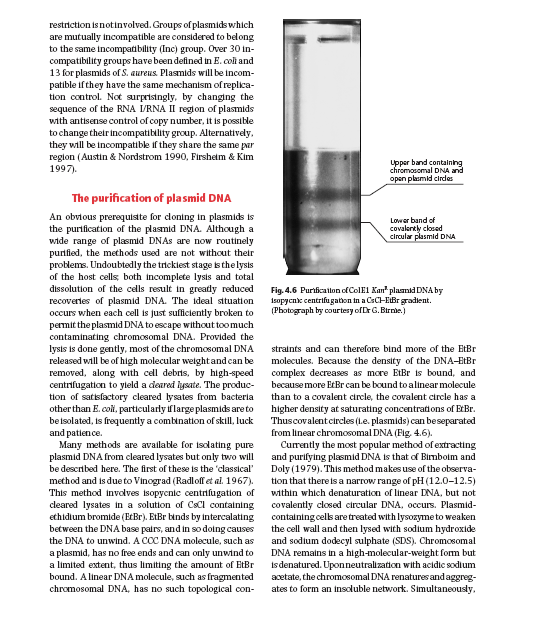 restriction is not involved. Groups of plasmids which
are mutually incompatible are considered to belong
to the same incompatibility (Inc) group. Over 30 in-
compatibility groups have been defined in E. coli and
13 for plasmids of S. aureus. Plasmids will be incom-
patible if they have the same mechanism of replica-
tion control. Not surprisingly, by changing the
sequence of the RNA I/RNA II region of plasmids
with antisense control of copy number, it is possible
to change their incompatibility group. Alternatively,
they will be incompatible if they share the same par
region (Austin & Nordstrom 1990, Firsheim & Kim
1997).
The purification of plasmid DNA
An obvious prerequisite for cloning in plasmids is
the purification of the plasmid DNA. Although a
wide range of plasmid DNAs are now routinely
purified, the methods used are not without their
problems. Undoubtedly the trickiest stage is the lysis
of the host cells; both incomplete lysis and total
dissolution of the cells result in greatly reduced
recoveries of plasmid DNA. The ideal situation
occurs when each cell is just sufficiently broken to
permit the plasmid DNA to escape without too much
contaminating chromosomal DNA. Provided the
lysis is done gently, most of the chromosomal DNA
released will be of high molecular weight and can be
removed, along with cell debris, by high-speed
centrifugation to yield a cleared lysate. The produc-
tion of satisfactory cleared lysates from bacteria
other than E. coli, particularly if large plasmids are to
be isolated, is frequently a combination of skill, luck
and patience.
Many methods are available for isolating pure
plasmid DNA from cleared lysates but only two will
be described here. The first of these is the ‘classical’
method and is due to Vinograd (Radloff et al. 1967).
This method involves isopycnic centrifugation of
cleared lysates in a solution of CsCl containing
ethidium bromide (EtBr). EtBr binds by intercalating
between the DNA base pairs, and in so doing causes
the DNA to unwind. A CCC DNA molecule, such as
a plasmid, has no free ends and can only unwind to
a limited extent, thus limiting the amount of EtBr
bound. A linear DNA molecule, such as fragmented
chromosomal DNA, has no such topological con-
Upper band containing
chromosomal DNA and
open plasmid circles
Lower band of
covalently closed
circular plasmid DNA
Fig. 4.6 Purification of ColE1 Kanᴿ plasmid DNA by
isopycnic centrifugation in a CsCl–EtBr gradient.
(Photograph by courtesy of Dr G. Birnie.)
straints and can therefore bind more of the EtBr
molecules. Because the density of the DNA–EtBr
complex decreases as more EtBr is bound, and
because more EtBr can be bound to a linear molecule
than to a covalent circle, the covalent circle has a
higher density at saturating concentrations of EtBr.
Thus covalent circles (i.e. plasmids) can be separated
from linear chromosomal DNA (Fig. 4.6).
Currently the most popular method of extracting
and purifying plasmid DNA is that of Birnboim and
Doly (1979). This method makes use of the observa-
tion that there is a narrow range of pH (12.0–12.5)
within which denaturation of linear DNA, but not
covalently closed circular DNA, occurs. Plasmid-
containing cells are treated with lysozyme to weaken
the cell wall and then lysed with sodium hydroxide
and sodium dodecyl sulphate (SDS). Chromosomal
DNA remains in a high-molecular-weight form but
is denatured. Upon neutralization with acidic sodium
acetate, the chromosomal DNA renatures and aggreg-
ates to form an insoluble network. Simultaneously,